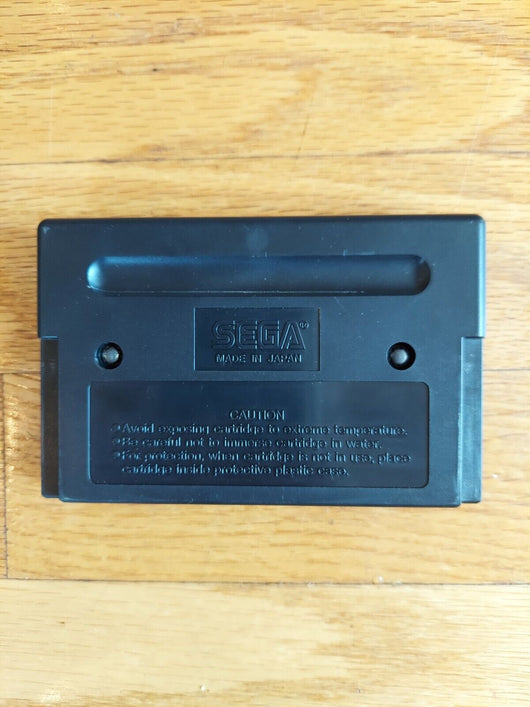 SEGA®
MADE IN JAPAN
CAUTION
●Avoid exposing cartridge to extreme temperature.
●Be careful not to immerse cartridge in water.
●For protection, when cartridge is not in use, place
cartridge inside protective plastic case.